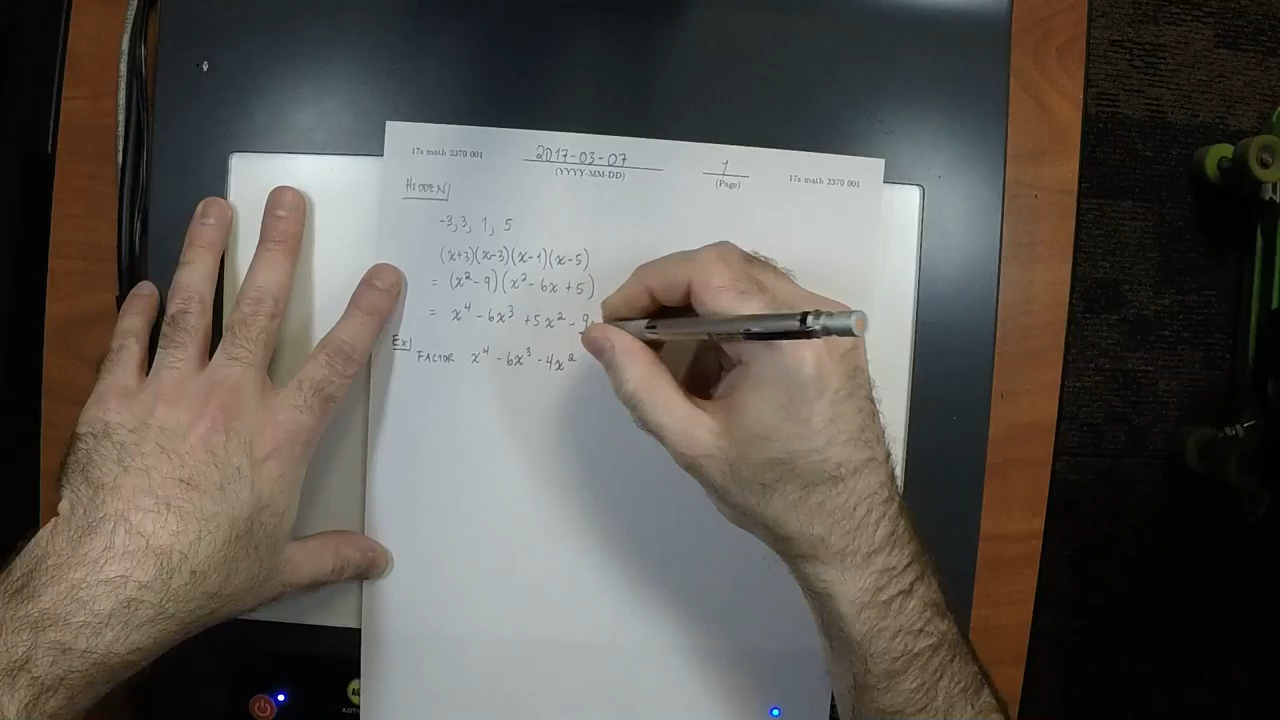 17s math 2370 001 2017-03-07 1 17s math 2370 001
(YYYY-MM-DD) (Page)
HIDDEN
-3, 3, 1, 5
(x+3)(x-3)(x-1)(x-5)
= (x² - 9)(x² - 6x + 5)
= x⁴ - 6x³ + 5x² - 9
Ex) FACTOR x⁴ - 6x³ - 4x²